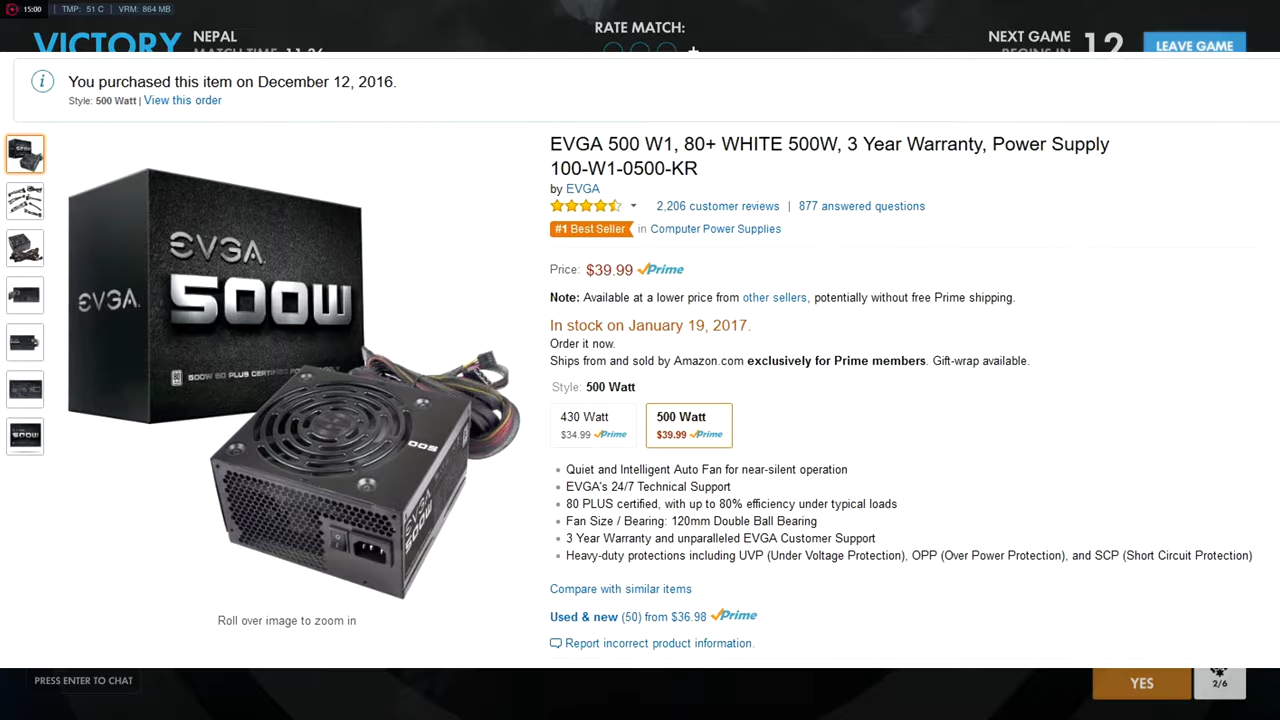 15:00 | TMP: 51 C | VRM: 864 MB
VICTORY NEPAL
RATE MATCH:
NEXT GAME
BEGINS IN 12
LEAVE GAME
You purchased this item on December 12, 2016.
Style: 500 Watt | View this order
EVGA
500W
EVGA.
EVGA 500 W1, 80+ WHITE 500W, 3 Year Warranty, Power Supply
100-W1-0500-KR
by EVGA
2,206 customer reviews | 877 answered questions
#1 Best Seller in Computer Power Supplies
Price: $39.99 Prime
Note: Available at a lower price from other sellers, potentially without free Prime shipping.
In stock on January 19, 2017.
Order it now.
Ships from and sold by Amazon.com exclusively for Prime members. Gift-wrap available.
Style: 500 Watt
430 Watt
$34.99 Prime
500 Watt
$39.99 Prime
Quiet and Intelligent Auto Fan for near-silent operation
EVGA's 24/7 Technical Support
80 PLUS certified, with up to 80% efficiency under typical loads
Fan Size / Bearing: 120mm Double Ball Bearing
3 Year Warranty and unparalleled EVGA Customer Support
Heavy-duty protections including UVP (Under Voltage Protection), OPP (Over Power Protection), and SCP (Short Circuit Protection)
Compare with similar items
Used & new (50) from $36.98 Prime
Report incorrect product information.
500
EVGA
500W
Roll over image to zoom in
PRESS ENTER TO CHAT
YES
2/6